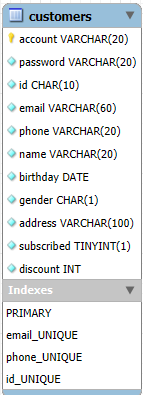 customers
account VARCHAR(20)
password VARCHAR(20)
id CHAR(10)
email VARCHAR(60)
phone VARCHAR(20)
name VARCHAR(20)
birthday DATE
gender CHAR(1)
address VARCHAR(100)
subscribed TINYINT(1)
discount INT
Indexes
PRIMARY
email_UNIQUE
phone_UNIQUE
id_UNIQUE